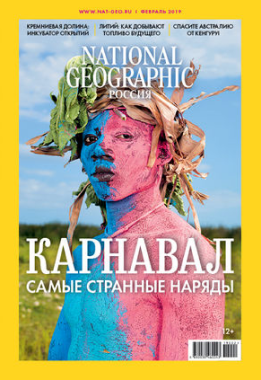 WWW.NAT-GEO.RU | ФЕВРАЛЬ 2019
КРЕМНИЕВАЯ ДОЛИНА: ИНКУБАТОР ОТКРЫТИЙ
ЛИТИЙ: КАК ДОБЫВАЮТ ТОПЛИВО БУДУЩЕГО
СПАСИТЕ АВСТРАЛИЮ ОТ КЕНГУРУ!
NATIONAL
GEOGRAPHIC
РОССИЯ
КАРНАВАЛ
САМЫЕ СТРАННЫЕ НАРЯДЫ
12+